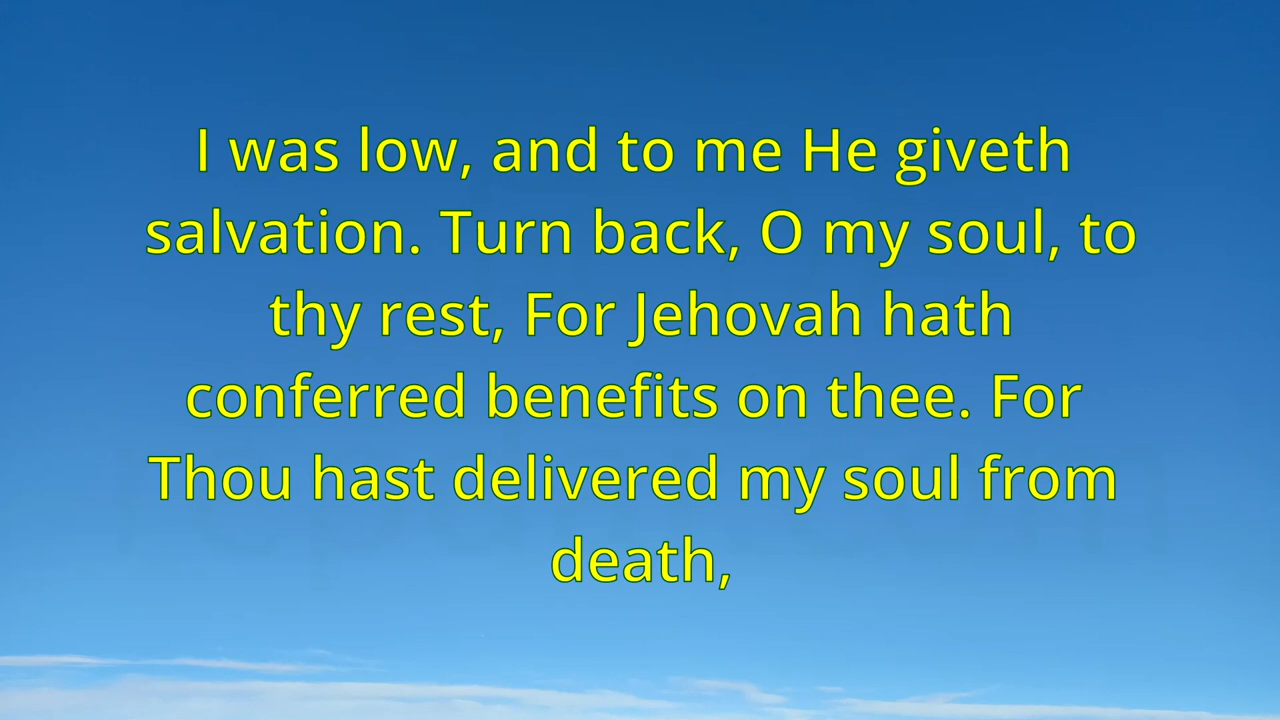 I was low, and to me He giveth
salvation. Turn back, O my soul, to
thy rest, For Jehovah hath
conferred benefits on thee. For
Thou hast delivered my soul from
death,